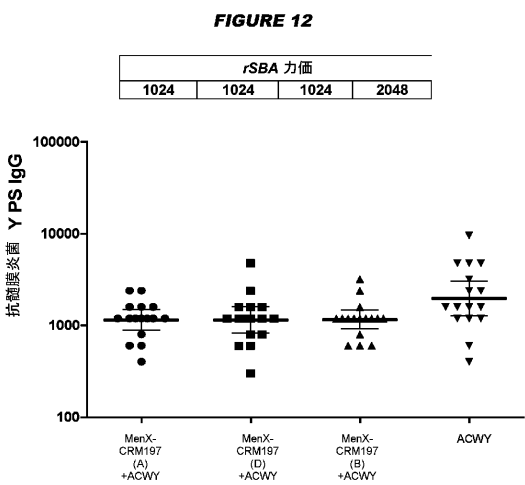 FIGURE 12
rSBA 力価
1024 1024 1024 2048
抗髄膜炎菌 Y PS IgG
100000
10000
1000
100
MenX-
CRM197
(A)
+ACWY
MenX-
CRM197
(D)
+ACWY
MenX-
CRM197
(B)
+ACWY
ACWY